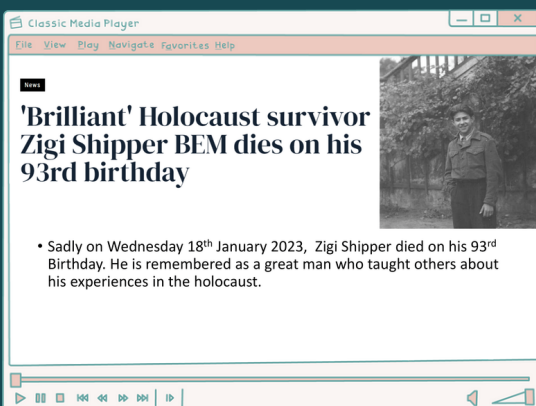 Classic Media Player
File View Play Navigate Favorites Help
News
'Brilliant' Holocaust survivor
Zigi Shipper BEM dies on his
93rd birthday
• Sadly on Wednesday 18th January 2023, Zigi Shipper died on his 93rd
Birthday. He is remembered as a great man who taught others about
his experiences in the holocaust.